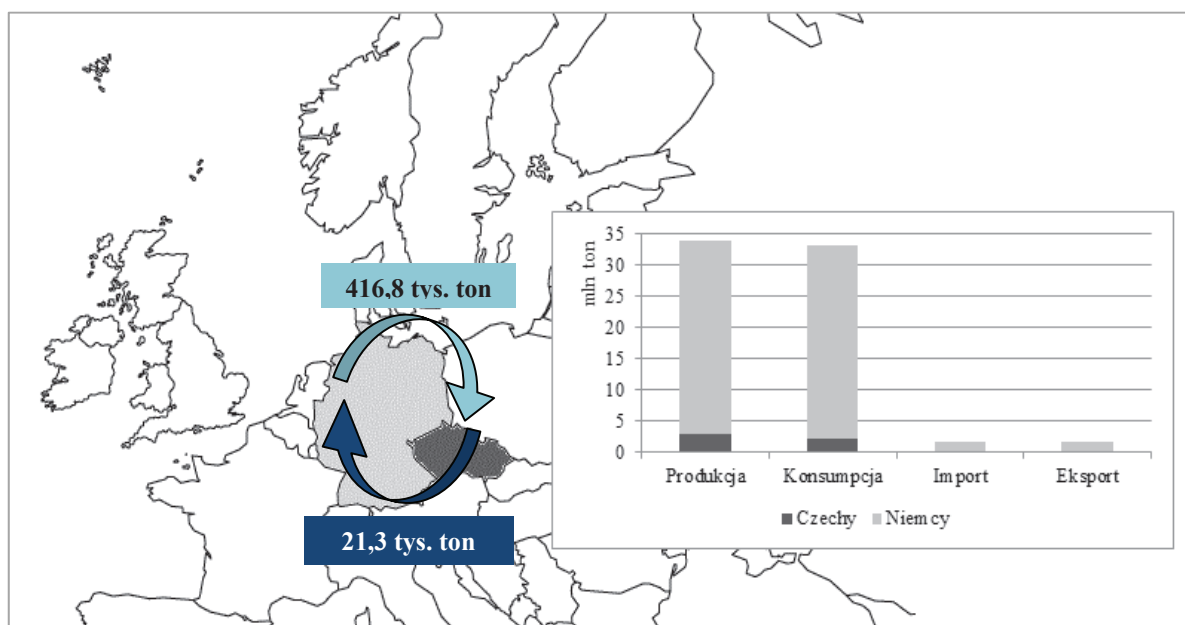 416,8 tys. ton
21,3 tys. ton
mln ton
35
30
25
20
15
10
5
0
Produkcja Konsumpcja Import Eksport
Czechy Niemcy